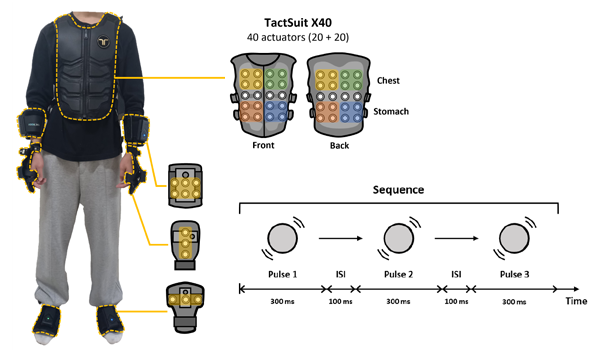 TactSuit X40
40 actuators (20 + 20)
Chest
Stomach
Front
Back
Sequence
Pulse 1
ISI
Pulse 2
ISI
Pulse 3
300 ms
100 ms
300 ms
100 ms
300 ms
Time